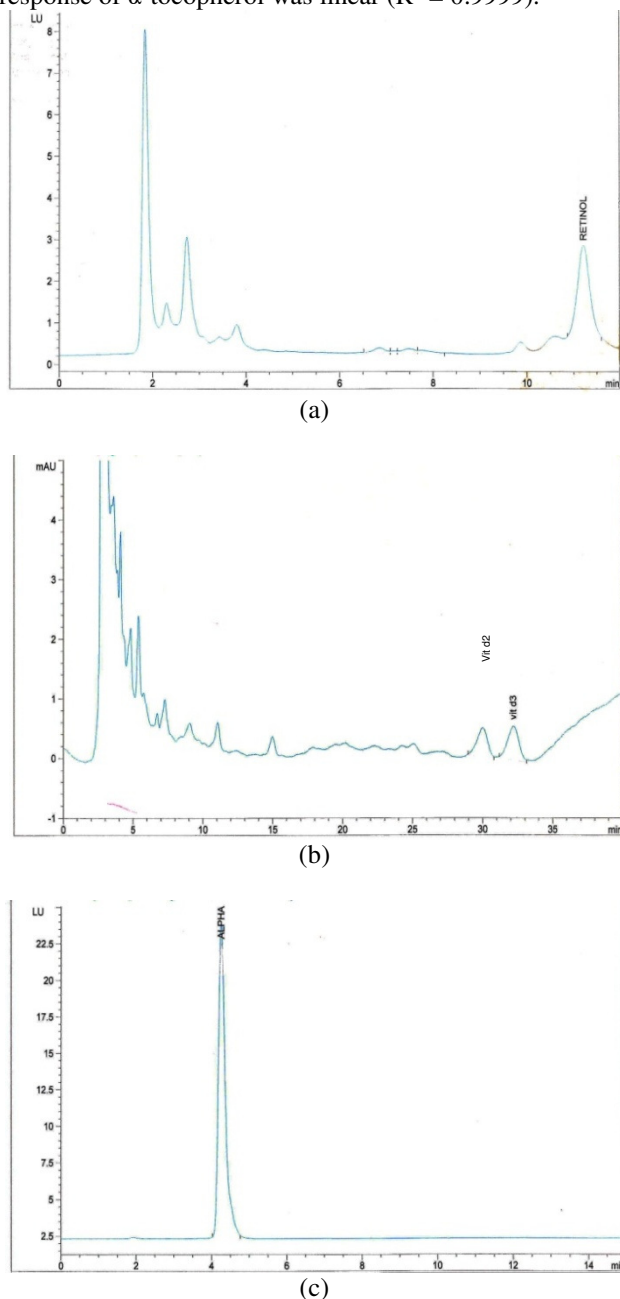 response of α-tocopherol was linear (R² = 0.9999).
LU
8
7
6
5
4
3
2
1
0
RETINOL
0 2 4 6 8 10 min
(a)
mAU
4
3
2
1
0
-1
Vit d2
vit d3
0 5 10 15 20 25 30 35 min
(b)
LU
22.5
20
17.5
15
12.5
10
7.5
5
2.5
ALPHA
0 2 4 6 8 10 12 14 min
(c)